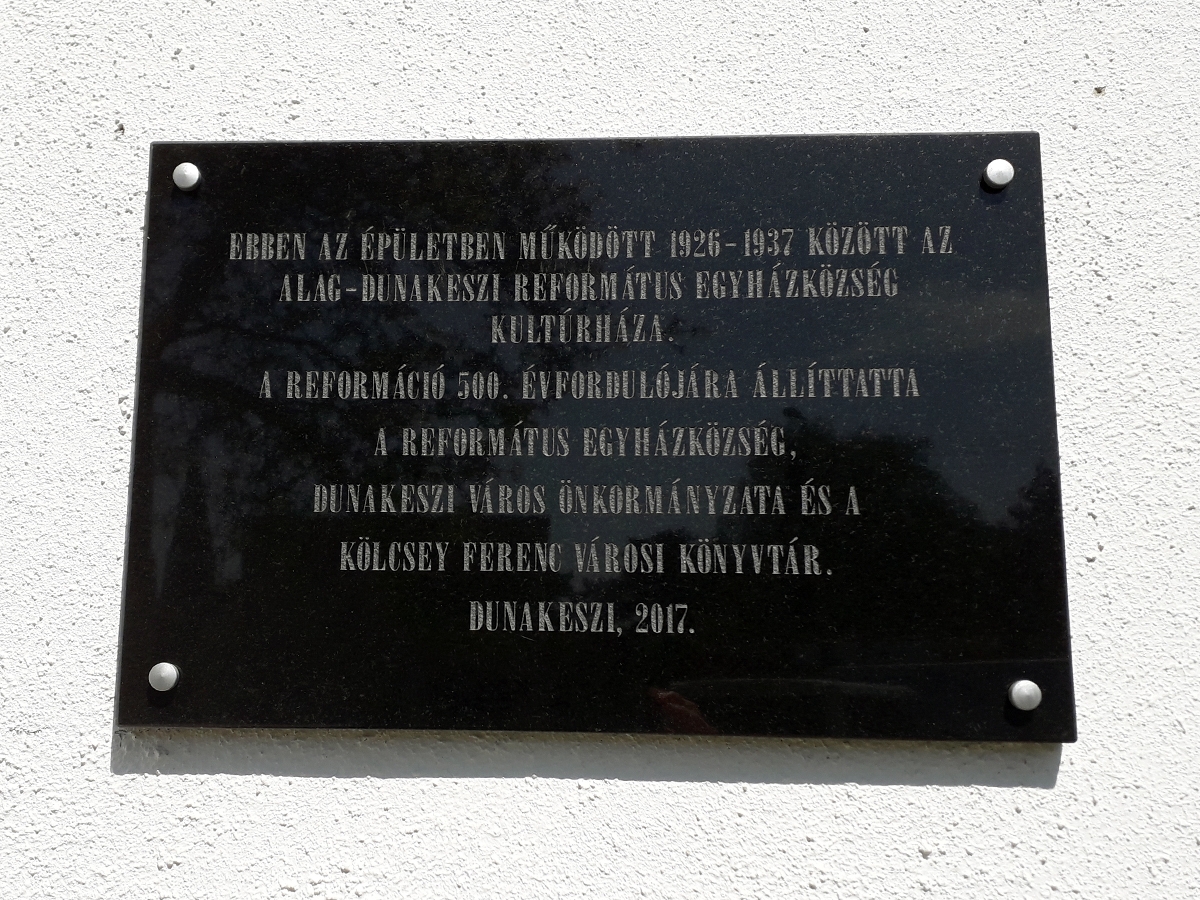 EBBEN AZ ÉPÜLETBEN MŰKÖDÖTT 1926-1937 KÖZÖTT AZ
ALAG-DUNAKESZI REFORMÁTUS EGYHÁZKÖZSÉG
KULTÚRHÁZA.
A REFORMÁCIÓ 500. ÉVFORDULÓJÁRA ÁLLÍTTATTA
A REFORMÁTUS EGYHÁZKÖZSÉG,
DUNAKESZI VÁROS ÖNKORMÁNYZATA ÉS A
KÖLCSEY FERENC VÁROSI KÖNYVTÁR.
DUNAKESZI, 2017.